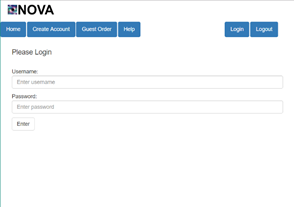 NOVA
Home Create Account Guest Order Help Login Logout
Please Login
Username:
Enter username
Password:
Enter password
Enter